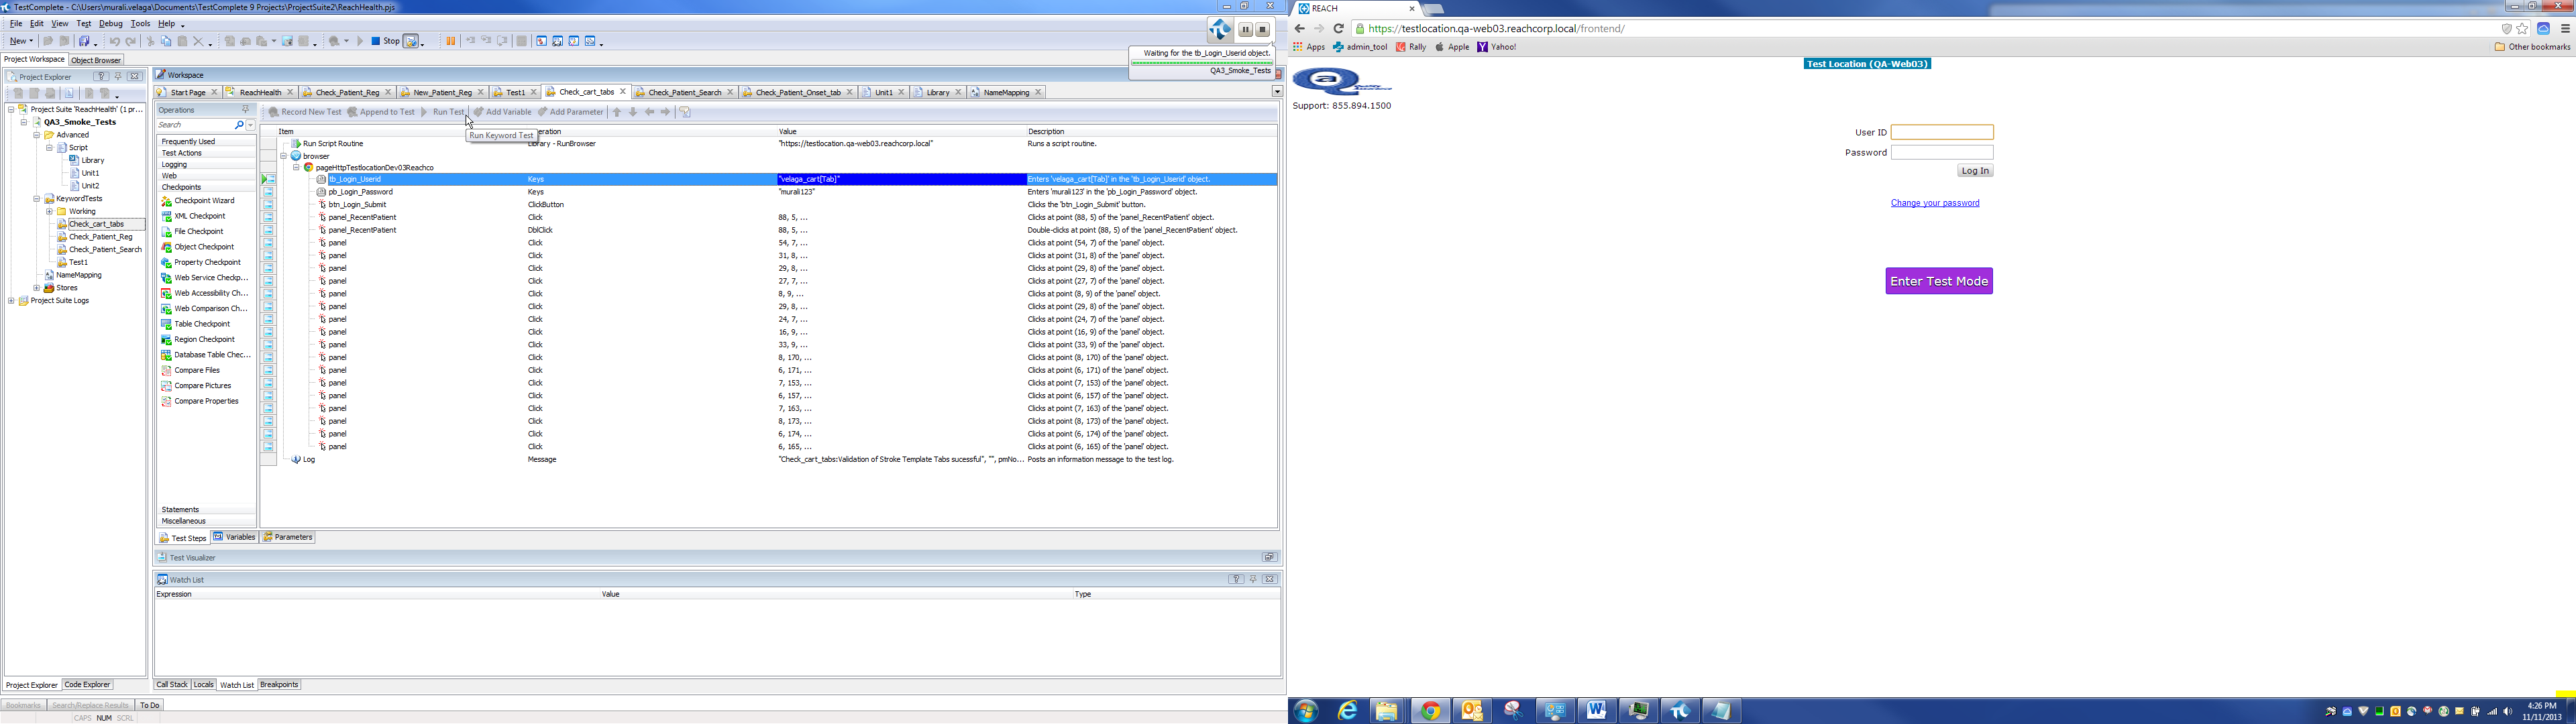 TestComplete - C:\Users\murali.velaga\Documents\TestComplete 9 Projects\ProjectSuite2\ReachHealth.pjs
File Edit View Test Debug Tools Help
New Stop
Waiting for the tb_Login_Userid object.
QA3_Smoke_Tests
Project Workspace Object Browser
Project Explorer
Project Suite 'ReachHealth' (1 pr...
QA3_Smoke_Tests
Advanced
Script
Library
Unit1
Unit2
KeywordTests
Working
Check_cart_tabs
Check_Patient_Reg
Check_Patient_Search
Test1
NameMapping
Stores
Project Suite Logs
Project Explorer Code Explorer
Workspace
Start Page ReachHealth Check_Patient_Reg New_Patient_Reg Test1 Check_cart_tabs Check_Patient_Search Check_Patient_Onset_tab Unit1 Library NameMapping
Operations
Search
Frequently Used
Test Actions
Logging
Web
Checkpoints
Checkpoint Wizard
XML Checkpoint
File Checkpoint
Object Checkpoint
Property Checkpoint
Web Service Checkp...
Web Accessibility Ch...
Web Comparison Ch...
Table Checkpoint
Region Checkpoint
Database Table Chec...
Compare Files
Compare Pictures
Compare Properties
Statements
Miscellaneous
Record New Test Append to Test Run Test Add Variable Add Parameter
Run Keyword Test
Item eration Value Description
Run Script Routine Library - RunBrowser "https://testlocation.qa-web03.reachcorp.local" Runs a script routine.
browser
pageHttpTestlocationDev03Reachco
tb_Login_Userid Keys "velaga_cart[Tab]" Enters 'velaga_cart[Tab]' in the 'tb_Login_Userid' object.
pb_Login_Password Keys "murali123" Enters 'murali123' in the 'pb_Login_Password' object.
btn_Login_Submit ClickButton Clicks the 'btn_Login_Submit' button.
panel_RecentPatient Click 88, 5, ... Clicks at point (88, 5) of the 'panel_RecentPatient' object.
panel_RecentPatient DblClick 88, 5, ... Double-clicks at point (88, 5) of the 'panel_RecentPatient' object.
panel Click 54, 7, ... Clicks at point (54, 7) of the 'panel' object.
panel Click 31, 8, ... Clicks at point (31, 8) of the 'panel' object.
panel Click 29, 8, ... Clicks at point (29, 8) of the 'panel' object.
panel Click 27, 7, ... Clicks at point (27, 7) of the 'panel' object.
panel Click 8, 9, ... Clicks at point (8, 9) of the 'panel' object.
panel Click 29, 8, ... Clicks at point (29, 8) of the 'panel' object.
panel Click 24, 7, ... Clicks at point (24, 7) of the 'panel' object.
panel Click 16, 9, ... Clicks at point (16, 9) of the 'panel' object.
panel Click 33, 9, ... Clicks at point (33, 9) of the 'panel' object.
panel Click 8, 170, ... Clicks at point (8, 170) of the 'panel' object.
panel Click 6, 171, ... Clicks at point (6, 171) of the 'panel' object.
panel Click 7, 153, ... Clicks at point (7, 153) of the 'panel' object.
panel Click 6, 157, ... Clicks at point (6, 157) of the 'panel' object.
panel Click 7, 163, ... Clicks at point (7, 163) of the 'panel' object.
panel Click 8, 173, ... Clicks at point (8, 173) of the 'panel' object.
panel Click 6, 174, ... Clicks at point (6, 174) of the 'panel' object.
panel Click 6, 165, ... Clicks at point (6, 165) of the 'panel' object.
Log Message "Check_cart_tabs:Validation of Stroke Template Tabs sucessful", "", pmNo... Posts an information message to the test log.
Test Steps Variables Parameters
Test Visualizer
Watch List
Expression Value Type
Call Stack Locals Watch List Breakpoints
Bookmarks Search/Replace Results To Do
CAPS NUM SCRL
REACH
https://testlocation.qa-web03.reachcorp.local/frontend/
Apps admin_tool Rally Apple Yahoo! Other bookmarks
Test Location (QA-Web03)
Support: 855.894.1500
User ID
Password
Log In
Change your password
Enter Test Mode
4:26 PM
11/11/2013